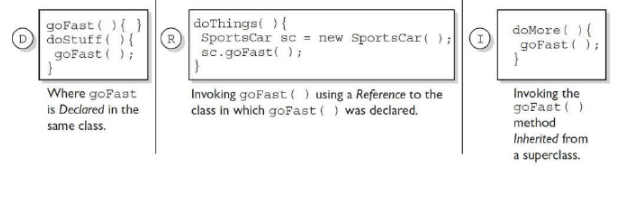 D
goFast( ){ }
doStuff( ){
goFast( );
}
Where goFast
is Declared in the
same class.
R
doThings( ){
SportsCar sc = new SportsCar( );
sc.goFast( );
}
Invoking goFast( ) using a Reference to the
class in which goFast( ) was declared.
I
doMore( ){
goFast( );
}
Invoking the
goFast( )
method
Inherited from
a superclass.